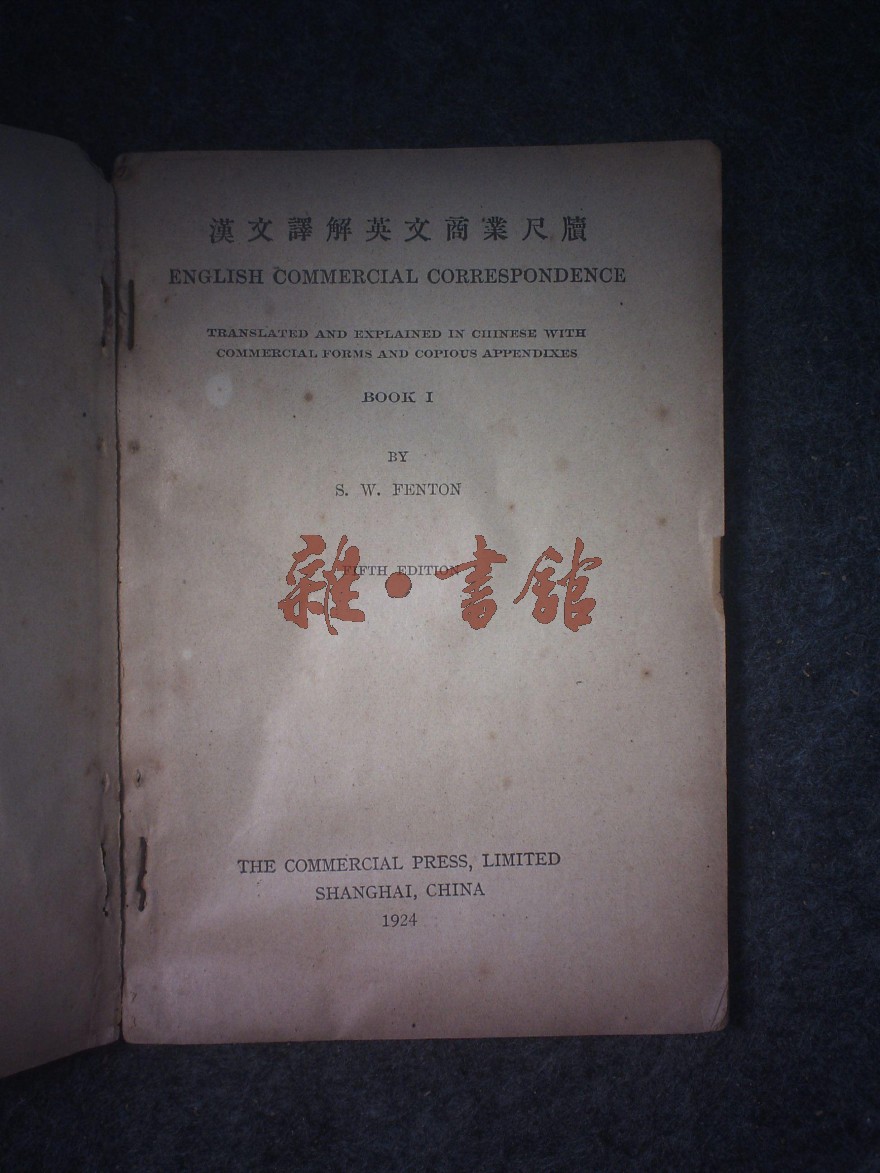 漢文譯解英文商業尺牘
ENGLISH COMMERCIAL CORRESPONDENCE
TRANSLATED AND EXPLAINED IN CHINESE WITH
COMMERCIAL FORMS AND COPIOUS APPENDIXES
BOOK I
BY
S. W. FENTON
FIFTH EDITION
雜·書館
THE COMMERCIAL PRESS, LIMITED
SHANGHAI, CHINA
1924